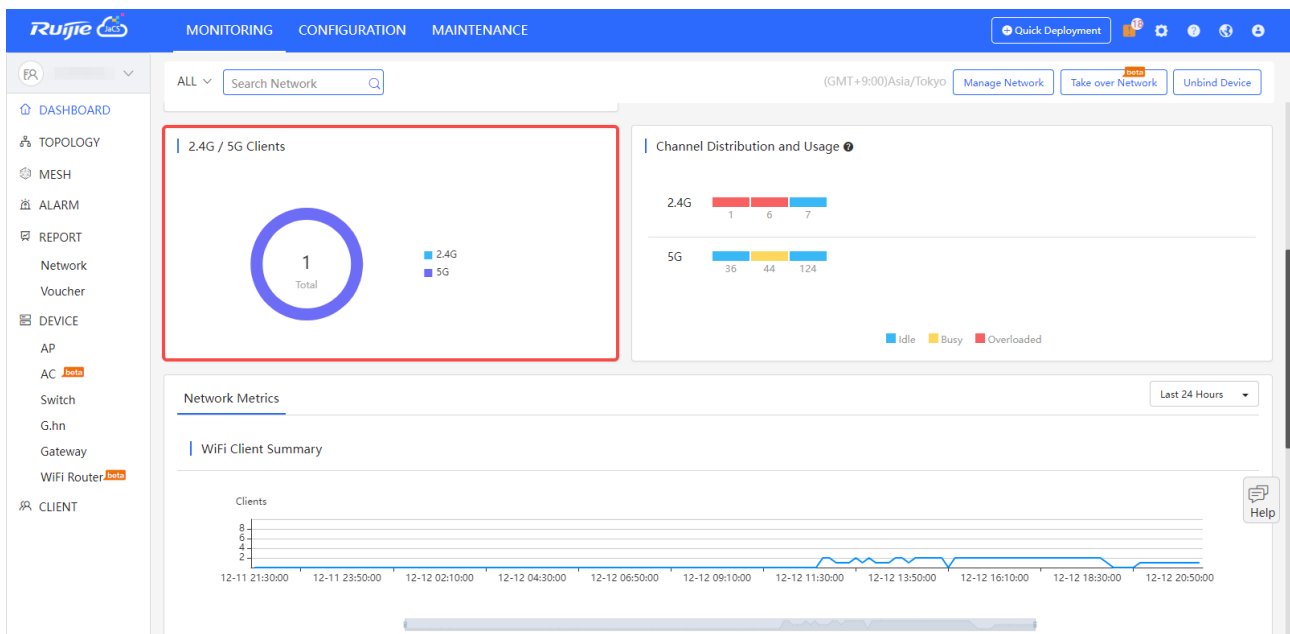 Ruijie JaCS MONITORING CONFIGURATION MAINTENANCE Quick Deployment 18
ALL Search Network (GMT+9:00)Asia/Tokyo Manage Network Take over Network beta Unbind Device
DASHBOARD
TOPOLOGY
MESH
ALARM
REPORT
Network
Voucher
DEVICE
AP
AC beta
Switch
G.hn
Gateway
WiFi Router beta
CLIENT
2.4G / 5G Clients
1
Total
2.4G
5G
Channel Distribution and Usage
2.4G
1 6 7
5G
36 44 124
Idle Busy Overloaded
Network Metrics Last 24 Hours
WiFi Client Summary
Clients
8
6
4
2
12-11 21:30:00 12-11 23:50:00 12-12 02:10:00 12-12 04:30:00 12-12 06:50:00 12-12 09:10:00 12-12 11:30:00 12-12 13:50:00 12-12 16:10:00 12-12 18:30:00 12-12 20:50:00
Help